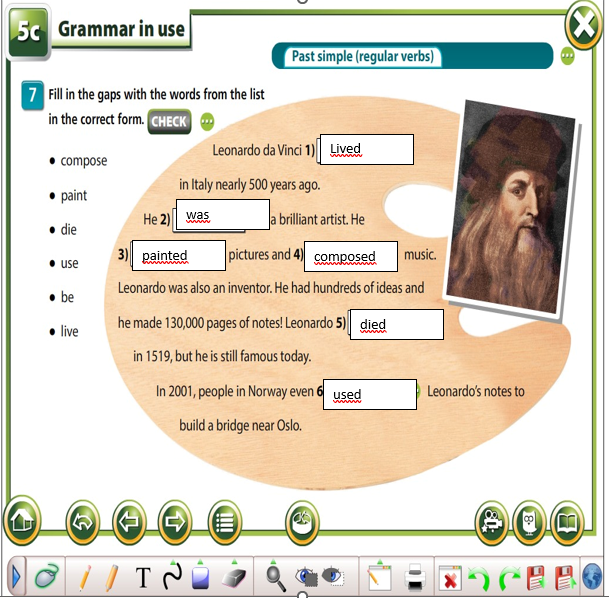 5c Grammar in use
Past simple (regular verbs)
7 Fill in the gaps with the words from the list
in the correct form. CHECK
• compose
• paint
• die
• use
• be
• live
Leonardo da Vinci 1) Lived
in Italy nearly 500 years ago.
He 2) was a brilliant artist. He
3) painted pictures and 4) composed music.
Leonardo was also an inventor. He had hundreds of ideas and
he made 130,000 pages of notes! Leonardo 5) died
in 1519, but he is still famous today.
In 2001, people in Norway even 6 used Leonardo's notes to
build a bridge near Oslo.
T